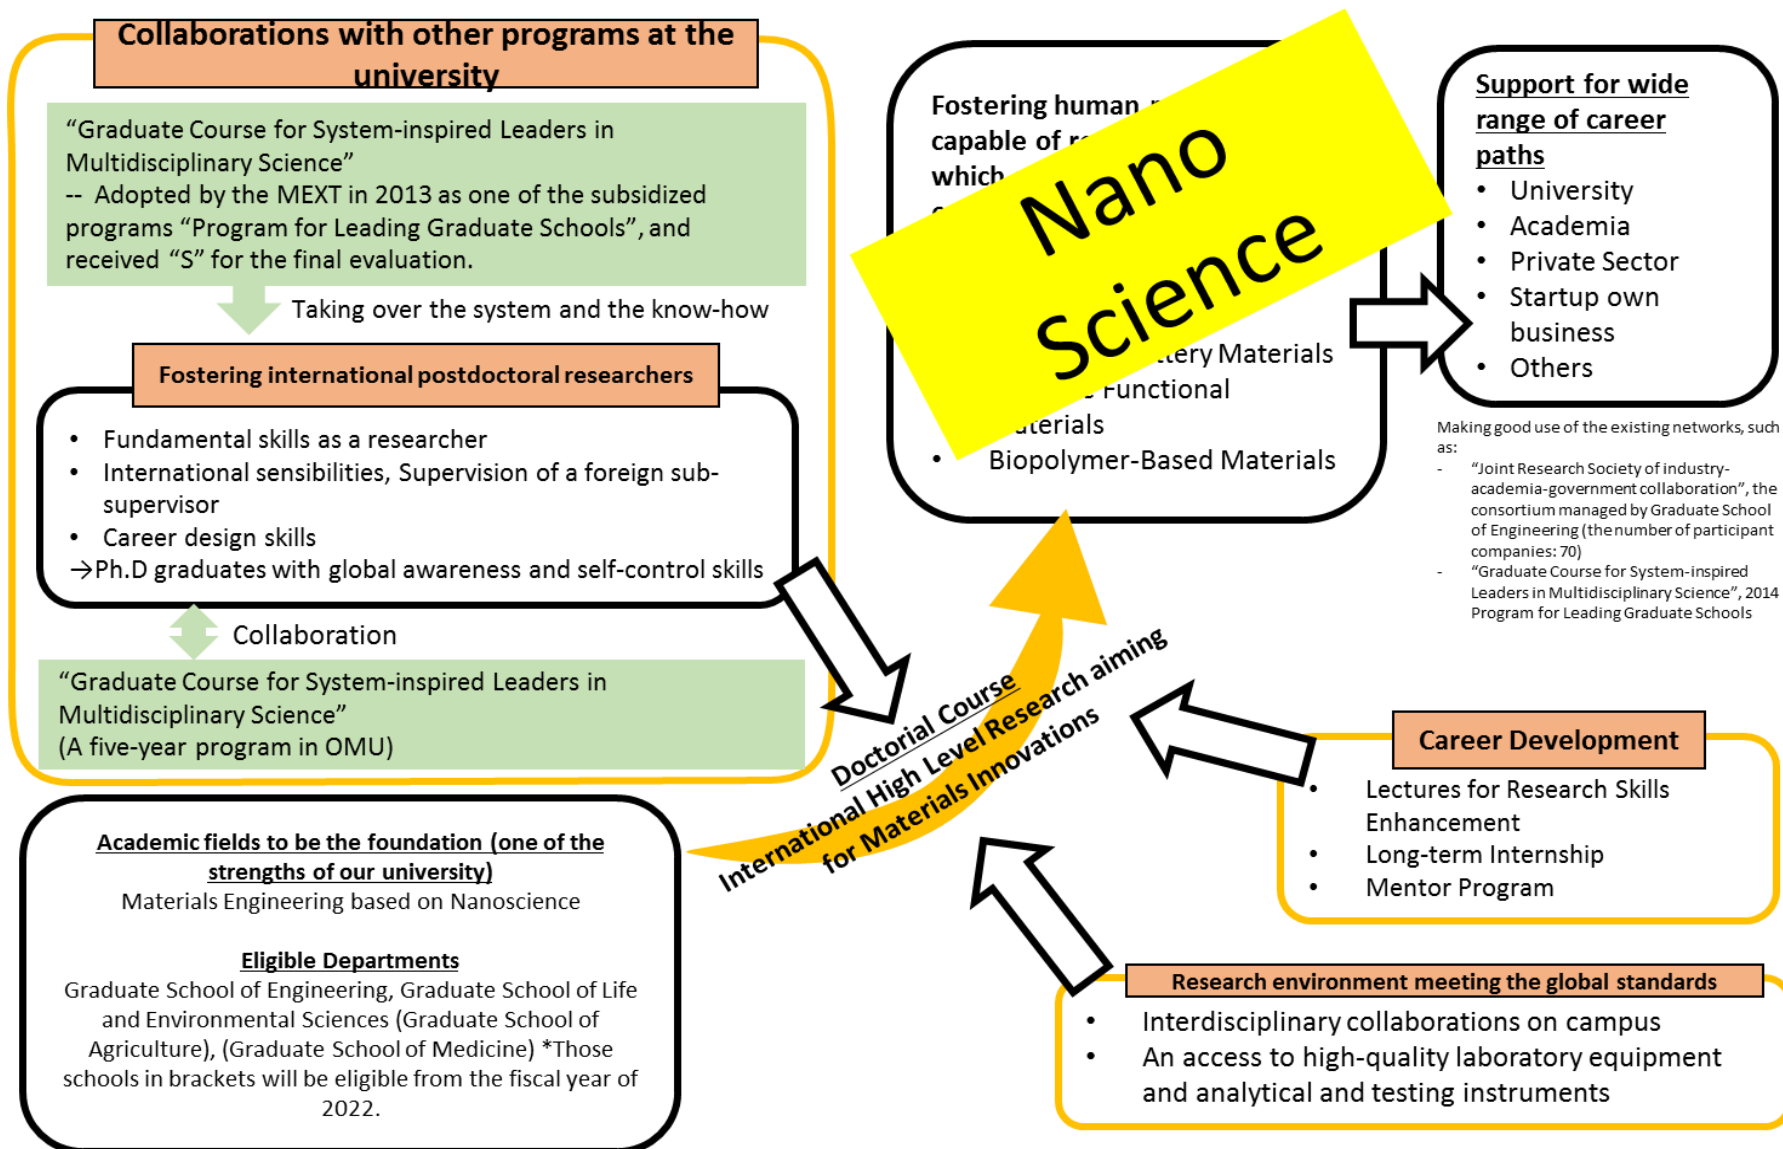 Collaborations with other programs at the
university
“Graduate Course for System-inspired Leaders in
Multidisciplinary Science”
-- Adopted by the MEXT in 2013 as one of the subsidized
programs “Program for Leading Graduate Schools”, and
received “S” for the final evaluation.
Taking over the system and the know-how
Fostering international postdoctoral researchers
• Fundamental skills as a researcher
• International sensibilities, Supervision of a foreign sub-
supervisor
• Career design skills
→Ph.D graduates with global awareness and self-control skills
Collaboration
“Graduate Course for System-inspired Leaders in
Multidisciplinary Science”
(A five-year program in OMU)
Academic fields to be the foundation (one of the
strengths of our university)
Materials Engineering based on Nanoscience
Eligible Departments
Graduate School of Engineering, Graduate School of Life
and Environmental Sciences (Graduate School of
Agriculture), (Graduate School of Medicine) *Those
schools in brackets will be eligible from the fiscal year of
2022.
Fostering human
capable of
which
Nano
Science
Materials
Functional
• Biopolymer-Based Materials
Support for wide
range of career
paths
• University
• Academia
• Private Sector
• Startup own
business
• Others
Making good use of the existing networks, such
as:
- “Joint Research Society of industry-
academia-government collaboration”, the
consortium managed by Graduate School
of Engineering (the number of participant
companies: 70)
- “Graduate Course for System-inspired
Leaders in Multidisciplinary Science”, 2014
Program for Leading Graduate Schools
Doctorial Course
International High Level Research aiming
for Materials Innovations
Career Development
• Lectures for Research Skills
Enhancement
• Long-term Internship
• Mentor Program
Research environment meeting the global standards
• Interdisciplinary collaborations on campus
• An access to high-quality laboratory equipment
and analytical and testing instruments